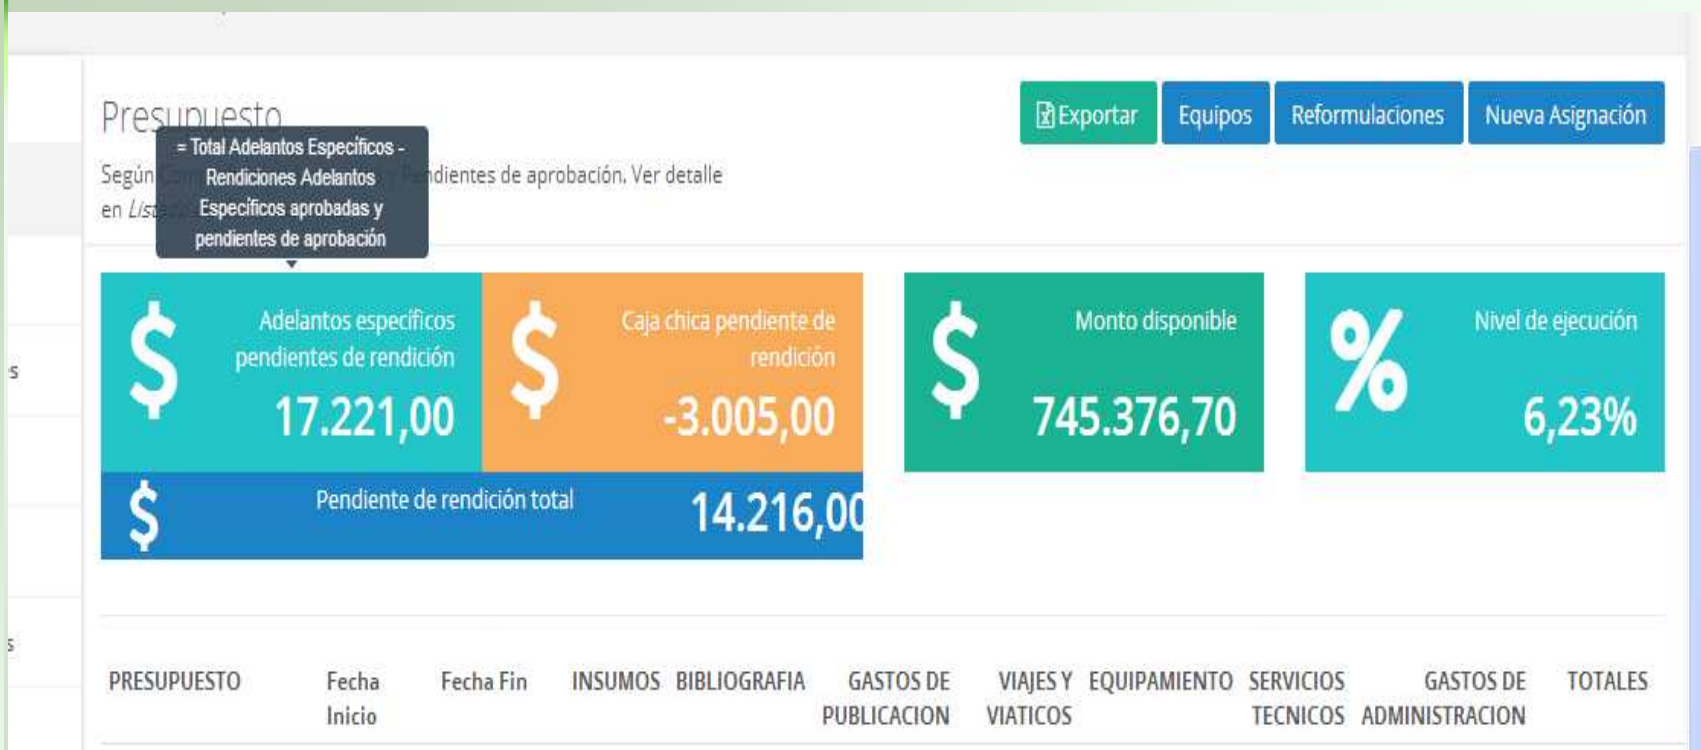 Presupuesto
Exportar
Equipos
Reformulaciones
Nueva Asignación
= Total Adelantos Específicos -
Rendiciones Adelantos
Específicos aprobadas y
pendientes de aprobación
Según
Pendientes de aprobación. Ver detalle
en
Adelantos específicos
pendientes de rendición
17.221,00
Caja chica pendiente de
rendición
-3.005,00
Monto disponible
745.376,70
Nivel de ejecución
6,23%
Pendiente de rendición total
14.216,00
PRESUPUESTO
Fecha
Inicio
Fecha Fin
INSUMOS
BIBLIOGRAFIA
GASTOS DE
PUBLICACION
VIAJES Y
VIATICOS
EQUIPAMIENTO
SERVICIOS
TECNICOS
GASTOS DE
ADMINISTRACION
TOTALES